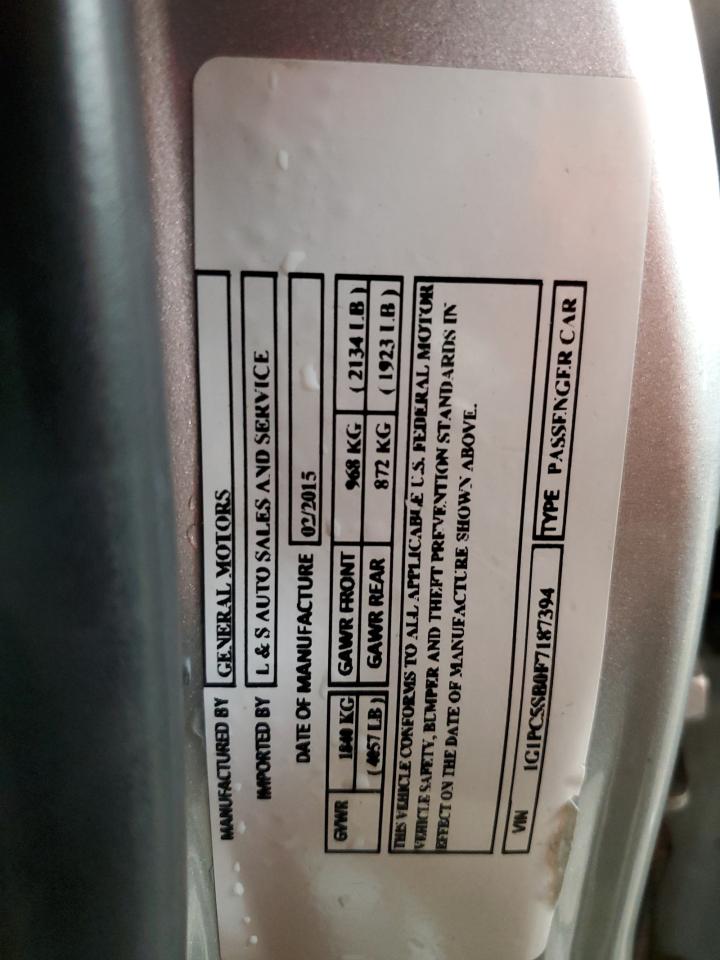 MANUFACTURED BY GENERAL MOTORS
IMPORTED BY L & S AUTO SALES AND SERVICE
DATE OF MANUFACTURE 02/2015
GVWR 1840 KG GAWR FRONT 968 KG ( 2134 LB )
( 4057 LB ) GAWR REAR 872 KG ( 1923 LB )
THIS VEHICLE CONFORMS TO ALL APPLICABLE U.S. FEDERAL MOTOR
VEHICLE SAFETY, BUMPER AND THEFT PREVENTION STANDARDS IN
EFFECT ON THE DATE OF MANUFACTURE SHOWN ABOVE.
VIN 1G1PCSSB0F7187394 TYPE PASSENGER CAR